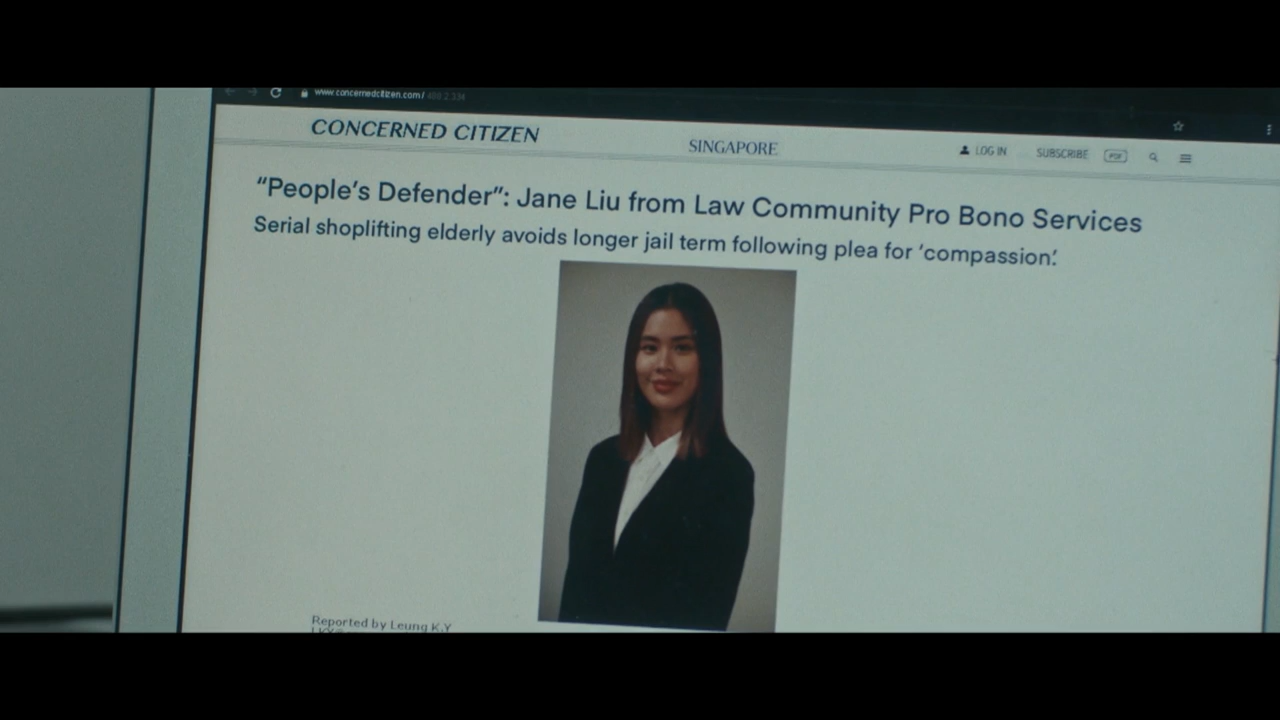 www.concernedcitizen.com/
CONCERNED CITIZEN
SINGAPORE
LOG IN
SUBSCRIBE
PDF
“People’s Defender”: Jane Liu from Law Community Pro Bono Services
Serial shoplifting elderly avoids longer jail term following plea for ‘compassion’.
Reported by Leung K.Y